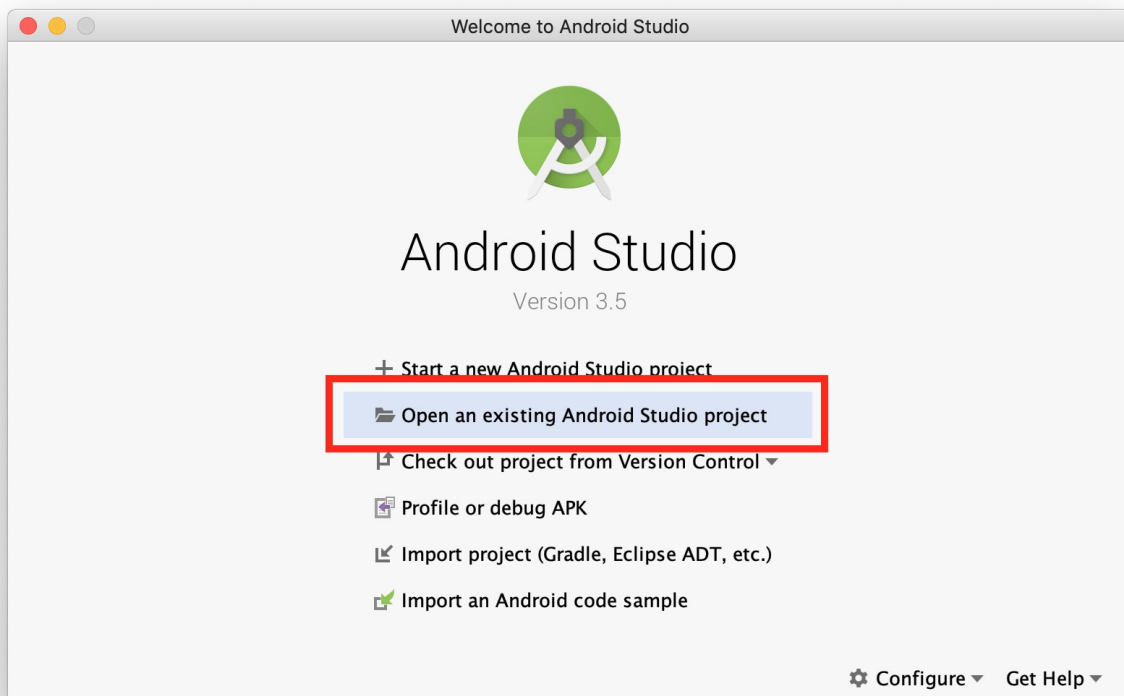 Welcome to Android Studio
Android Studio
Version 3.5
Start a new Android Studio project
Open an existing Android Studio project
Check out project from Version Control
Profile or debug APK
Import project (Gradle, Eclipse ADT, etc.)
Import an Android code sample
Configure Get Help